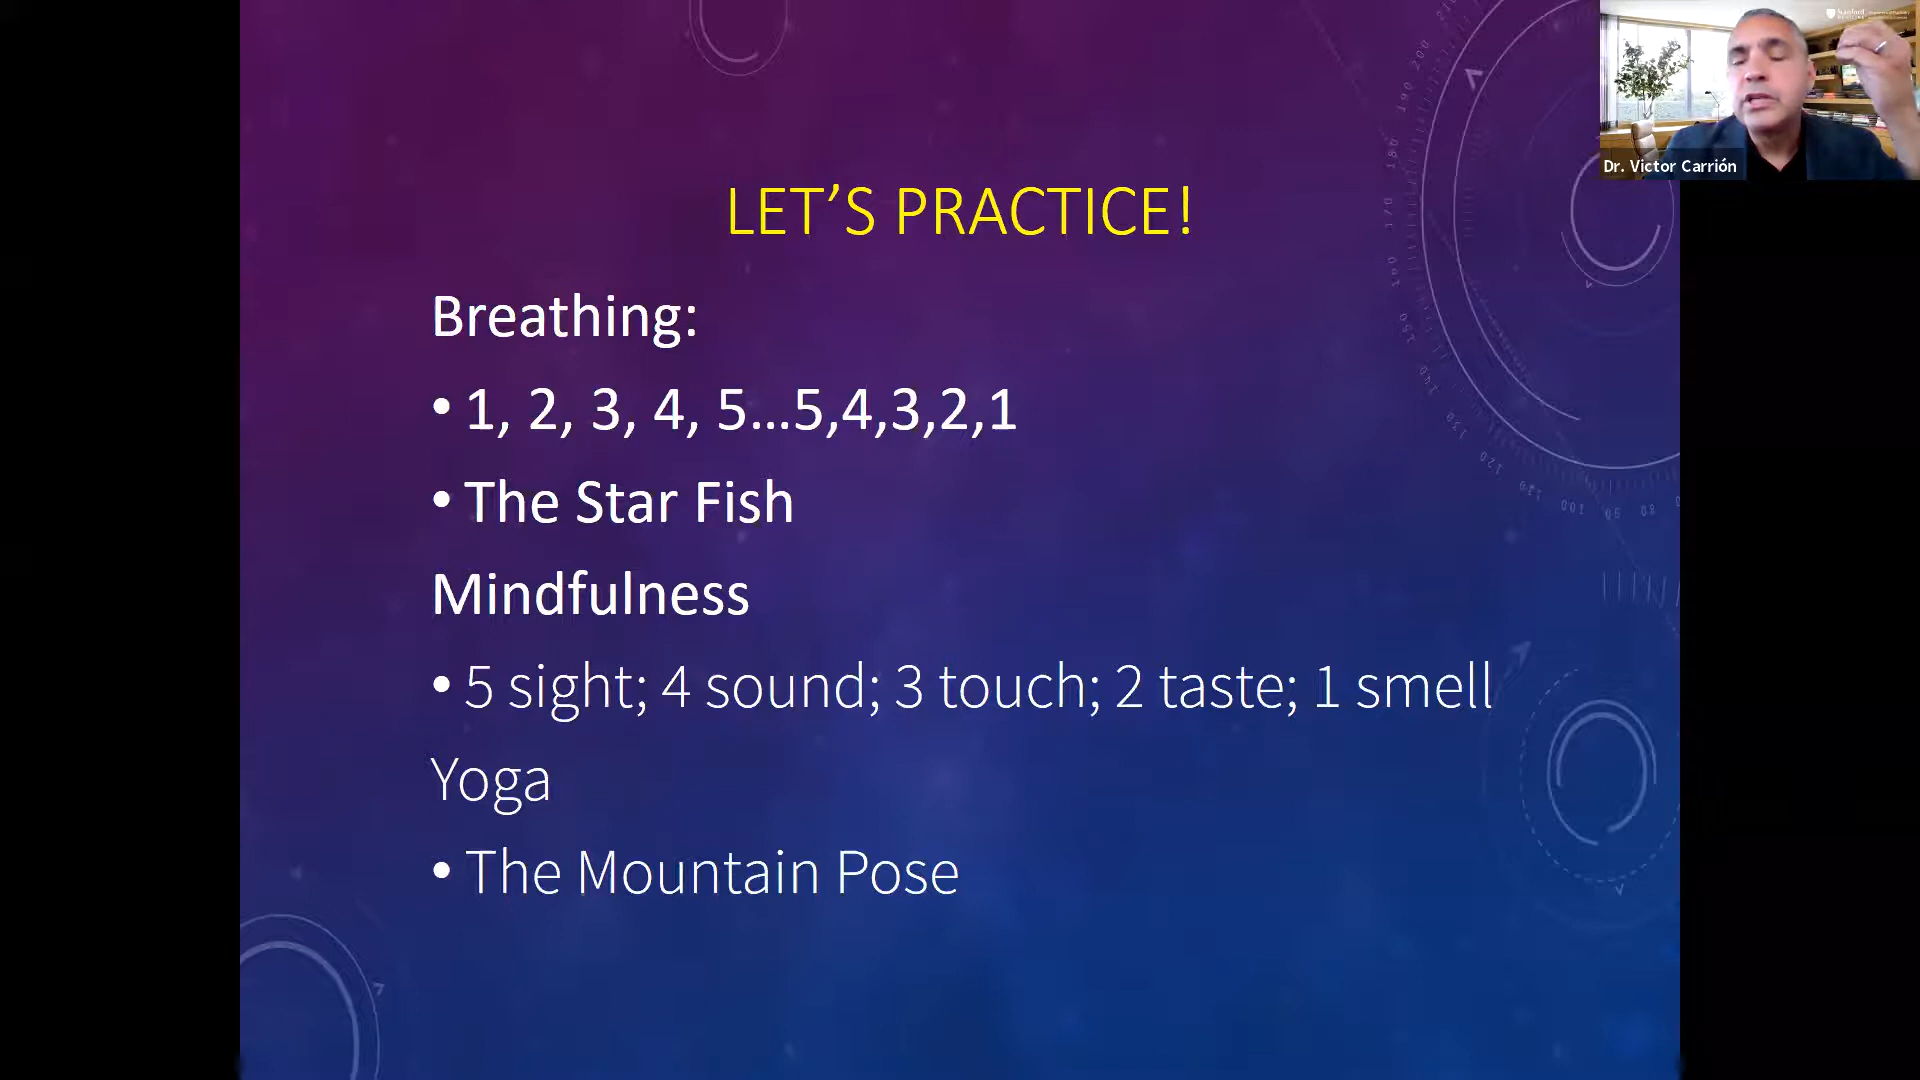 Stanford
Dr. Victor Carrión
LET’S PRACTICE!
Breathing:
• 1, 2, 3, 4, 5...5,4,3,2,1
• The Star Fish
Mindfulness
• 5 sight; 4 sound; 3 touch; 2 taste; 1 smell
Yoga
• The Mountain Pose